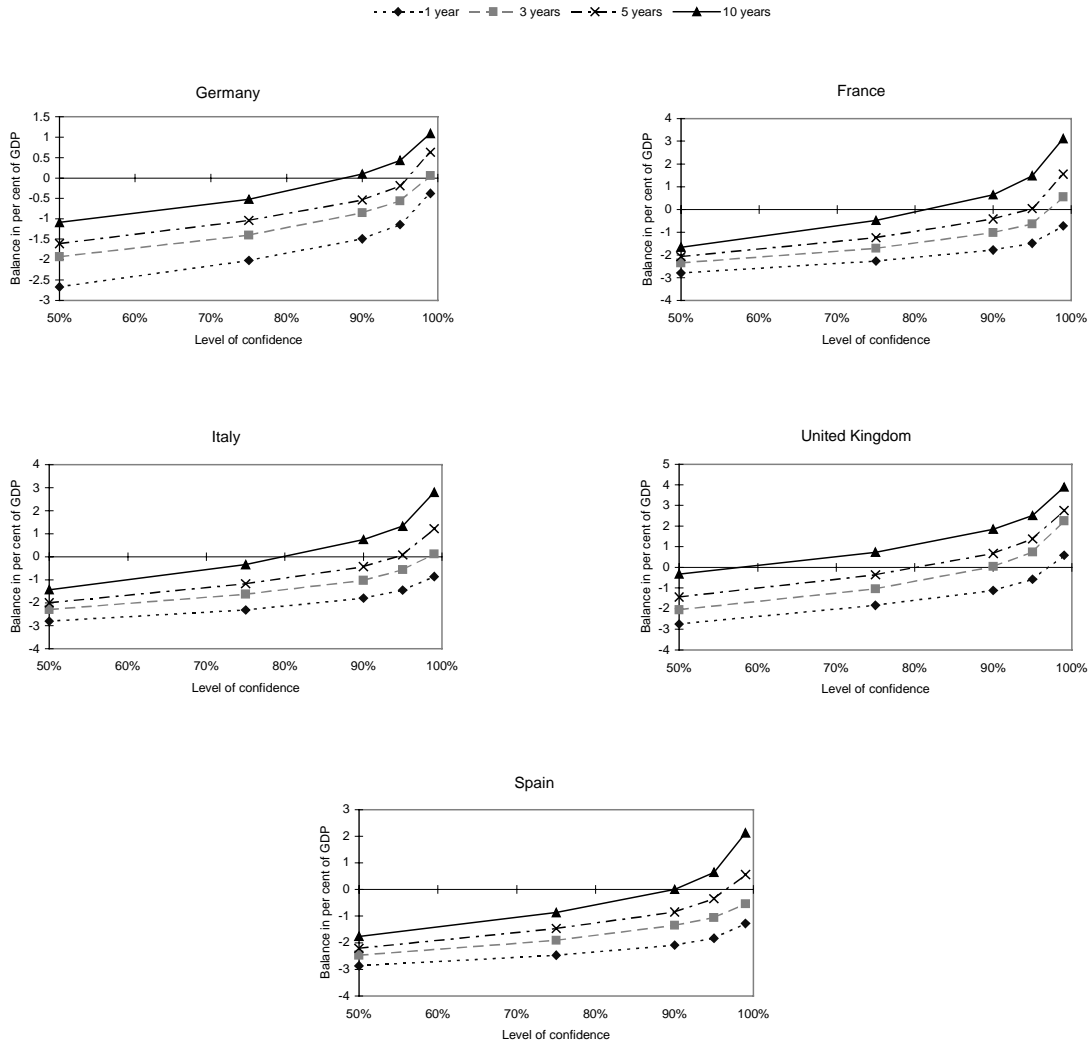 1 year 3 years 5 years 10 years
Germany
Balance in per cent of GDP
1.5
1
0.5
0
-0.5
-1
-1.5
-2
-2.5
-3
50% 60% 70% 80% 90% 100%
Level of confidence
France
Balance in per cent of GDP
4
3
2
1
0
-1
-2
-3
-4
50% 60% 70% 80% 90% 100%
Level of confidence
Italy
Balance in per cent of GDP
4
3
2
1
0
-1
-2
-3
-4
50% 60% 70% 80% 90% 100%
Level of confidence
United Kingdom
Balance in per cent of GDP
5
4
3
2
1
0
-1
-2
-3
-4
50% 60% 70% 80% 90% 100%
Level of confidence
Spain
Balance in per cent of GDP
3
2
1
0
-1
-2
-3
-4
50% 60% 70% 80% 90% 100%
Level of confidence